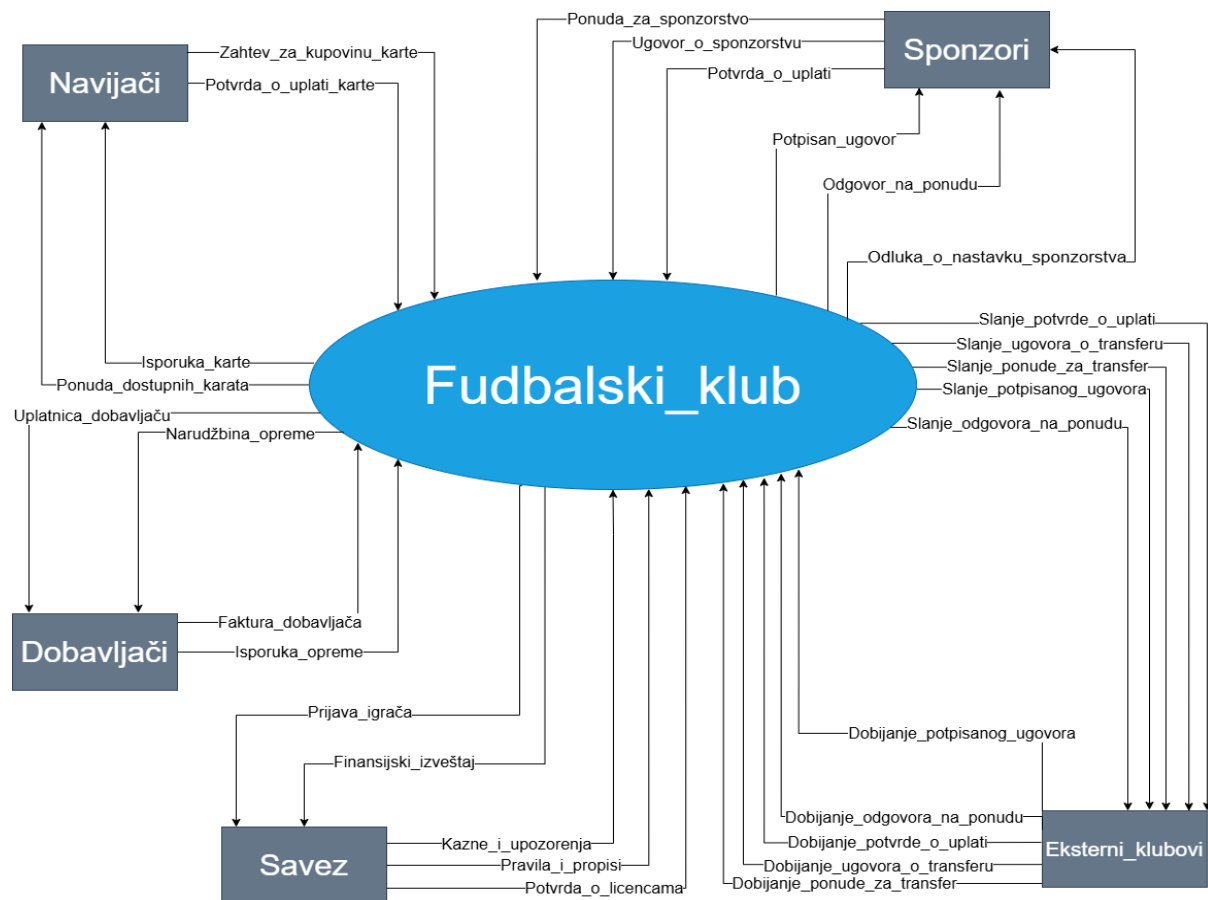 Ponuda_za_sponzorstvo
Ugovor_o_sponzorstvu
Potvrda_o_uplati
Sponzori
Zahtev_za_kupovinu_karte
Potvrda_o_uplati_karte
Navijači
Potpisan_ugovor
Odgovor_na_ponudu
Odluka_o_nastavku_sponzorstva
Slanje_potvrde_o_uplati
Slanje_ugovora_o_transferu
Slanje_ponude_za_transfer
Slanje_potpisanog_ugovora
Slanje_odgovora_na_ponudu
Isporuka_karte
Ponuda_dostupnih_karata
Fudbalski_klub
Uplatnica_dobavljaču
Narudžbina_opreme
Faktura_dobavljača
Isporuka_opreme
Dobavljači
Prijava_igrača
Finansijski_izveštaj
Dobijanje_potpisanog_ugovora
Dobijanje_odgovora_na_ponudu
Dobijanje_potvrde_o_uplati
Dobijanje_ugovora_o_transferu
Dobijanje_ponude_za_transfer
Eksterni_klubovi
Kazne_i_upozorenja
Pravila_i_propisi
Potvrda_o_licencama
Savez